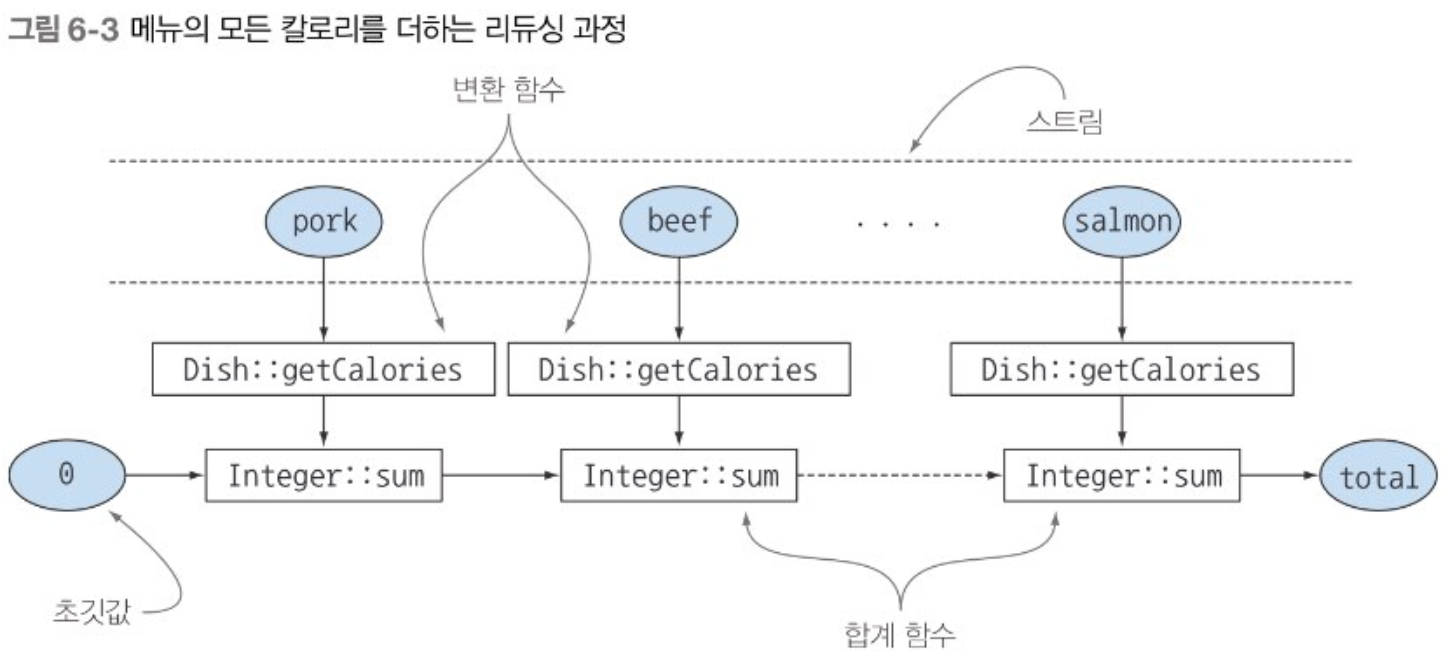 그림 6-3 메뉴의 모든 칼로리를 더하는 리듀싱 과정
변환 함수
스트림
pork
beef
. . . .
salmon
Dish::getCalories
Dish::getCalories
Dish::getCalories
0
Integer::sum
Integer::sum
Integer::sum
total
초깃값
합계 함수